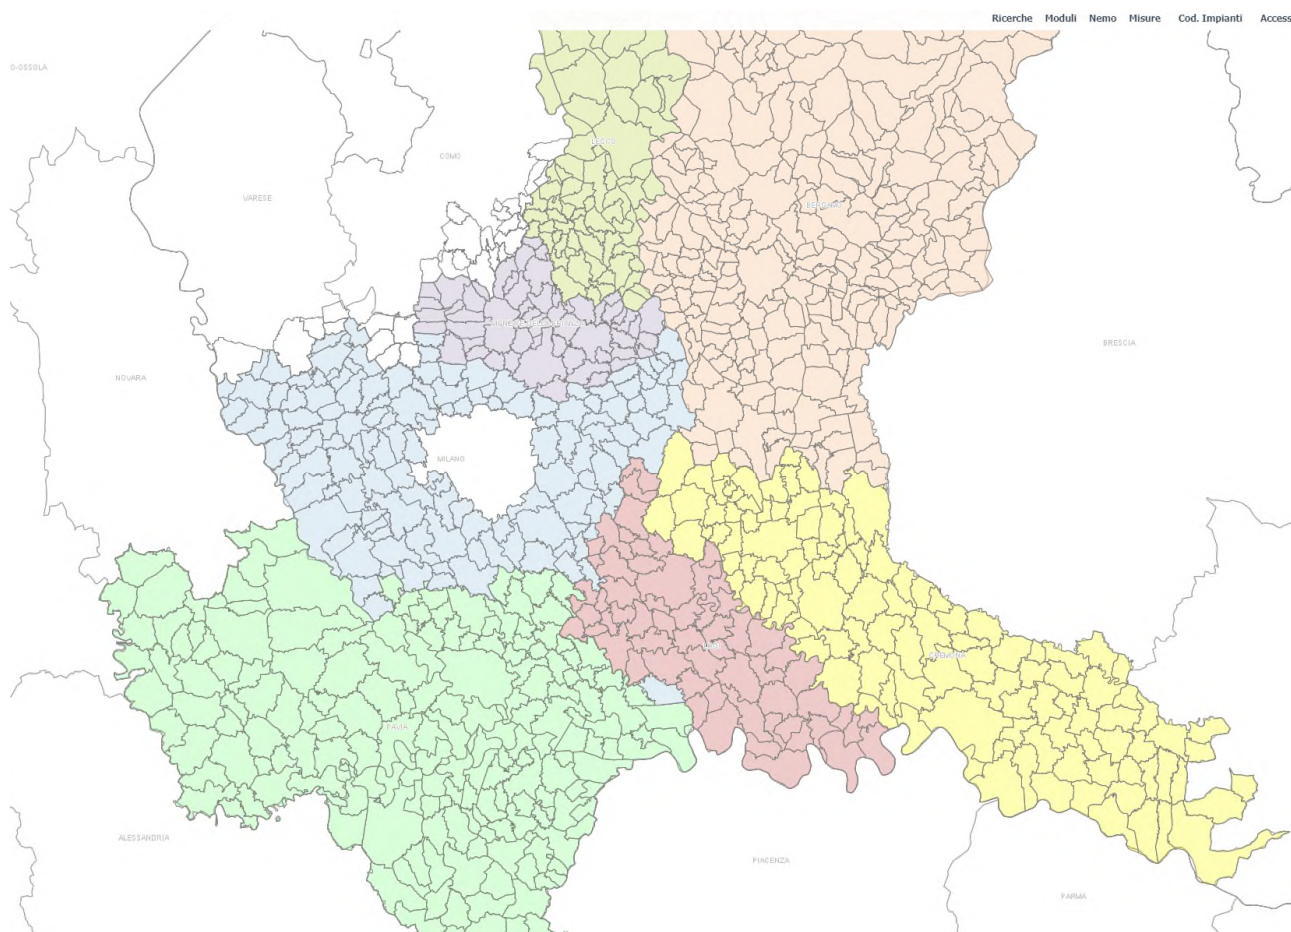 Ricerche Moduli Nemo Misure Cod. Impianti Access
O-OSSOLA
LECCO
COMO
VARESE
BERGAMO
BRESCIA
NOVARA
MILANO
LODI
CREMONA
PAVIA
ALESSANDRIA
PIACENZA
PARMA